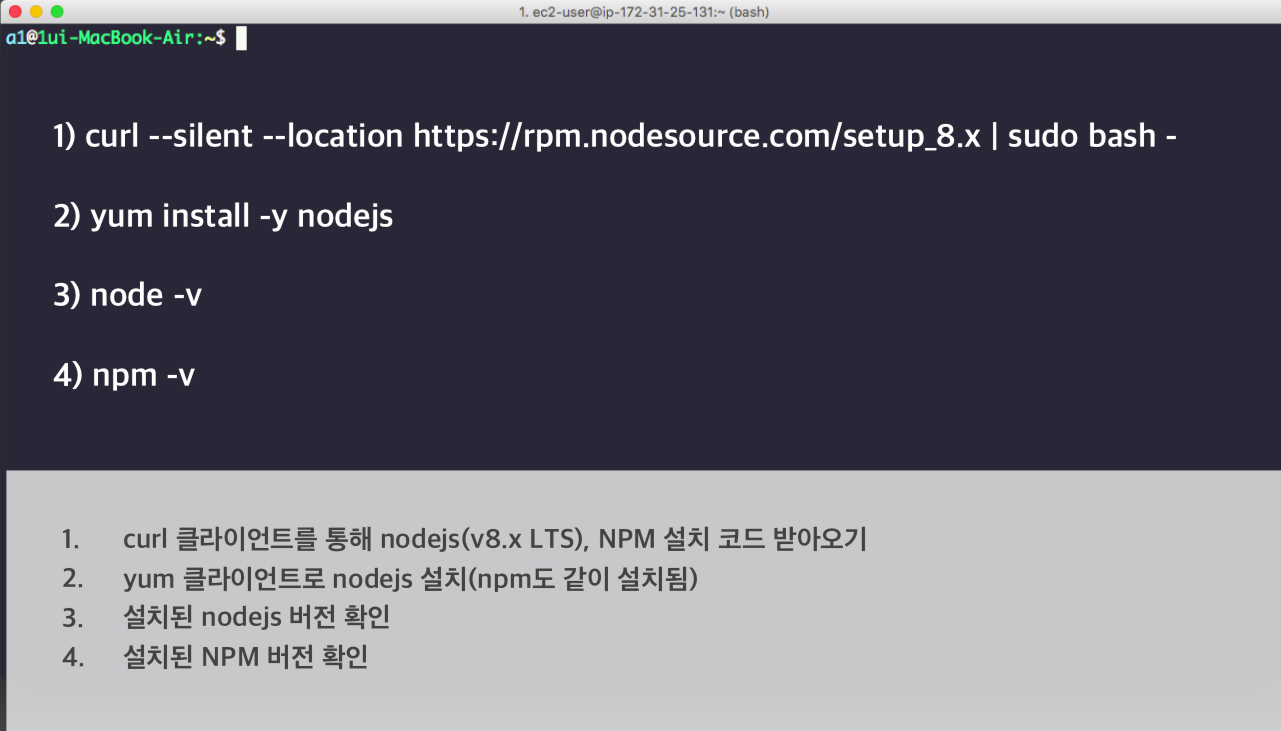 1. ec2-user@ip-172-31-25-131:~ (bash)
a1@1ui-MacBook-Air:~$
1) curl --silent --location https://rpm.nodesource.com/setup_8.x | sudo bash -
2) yum install -y nodejs
3) node -v
4) npm -v
1. curl 클라이언트를 통해 nodejs(v8.x LTS), NPM 설치 코드 받아오기
2. yum 클라이언트로 nodejs 설치(npm도 같이 설치됨)
3. 설치된 nodejs 버전 확인
4. 설치된 NPM 버전 확인